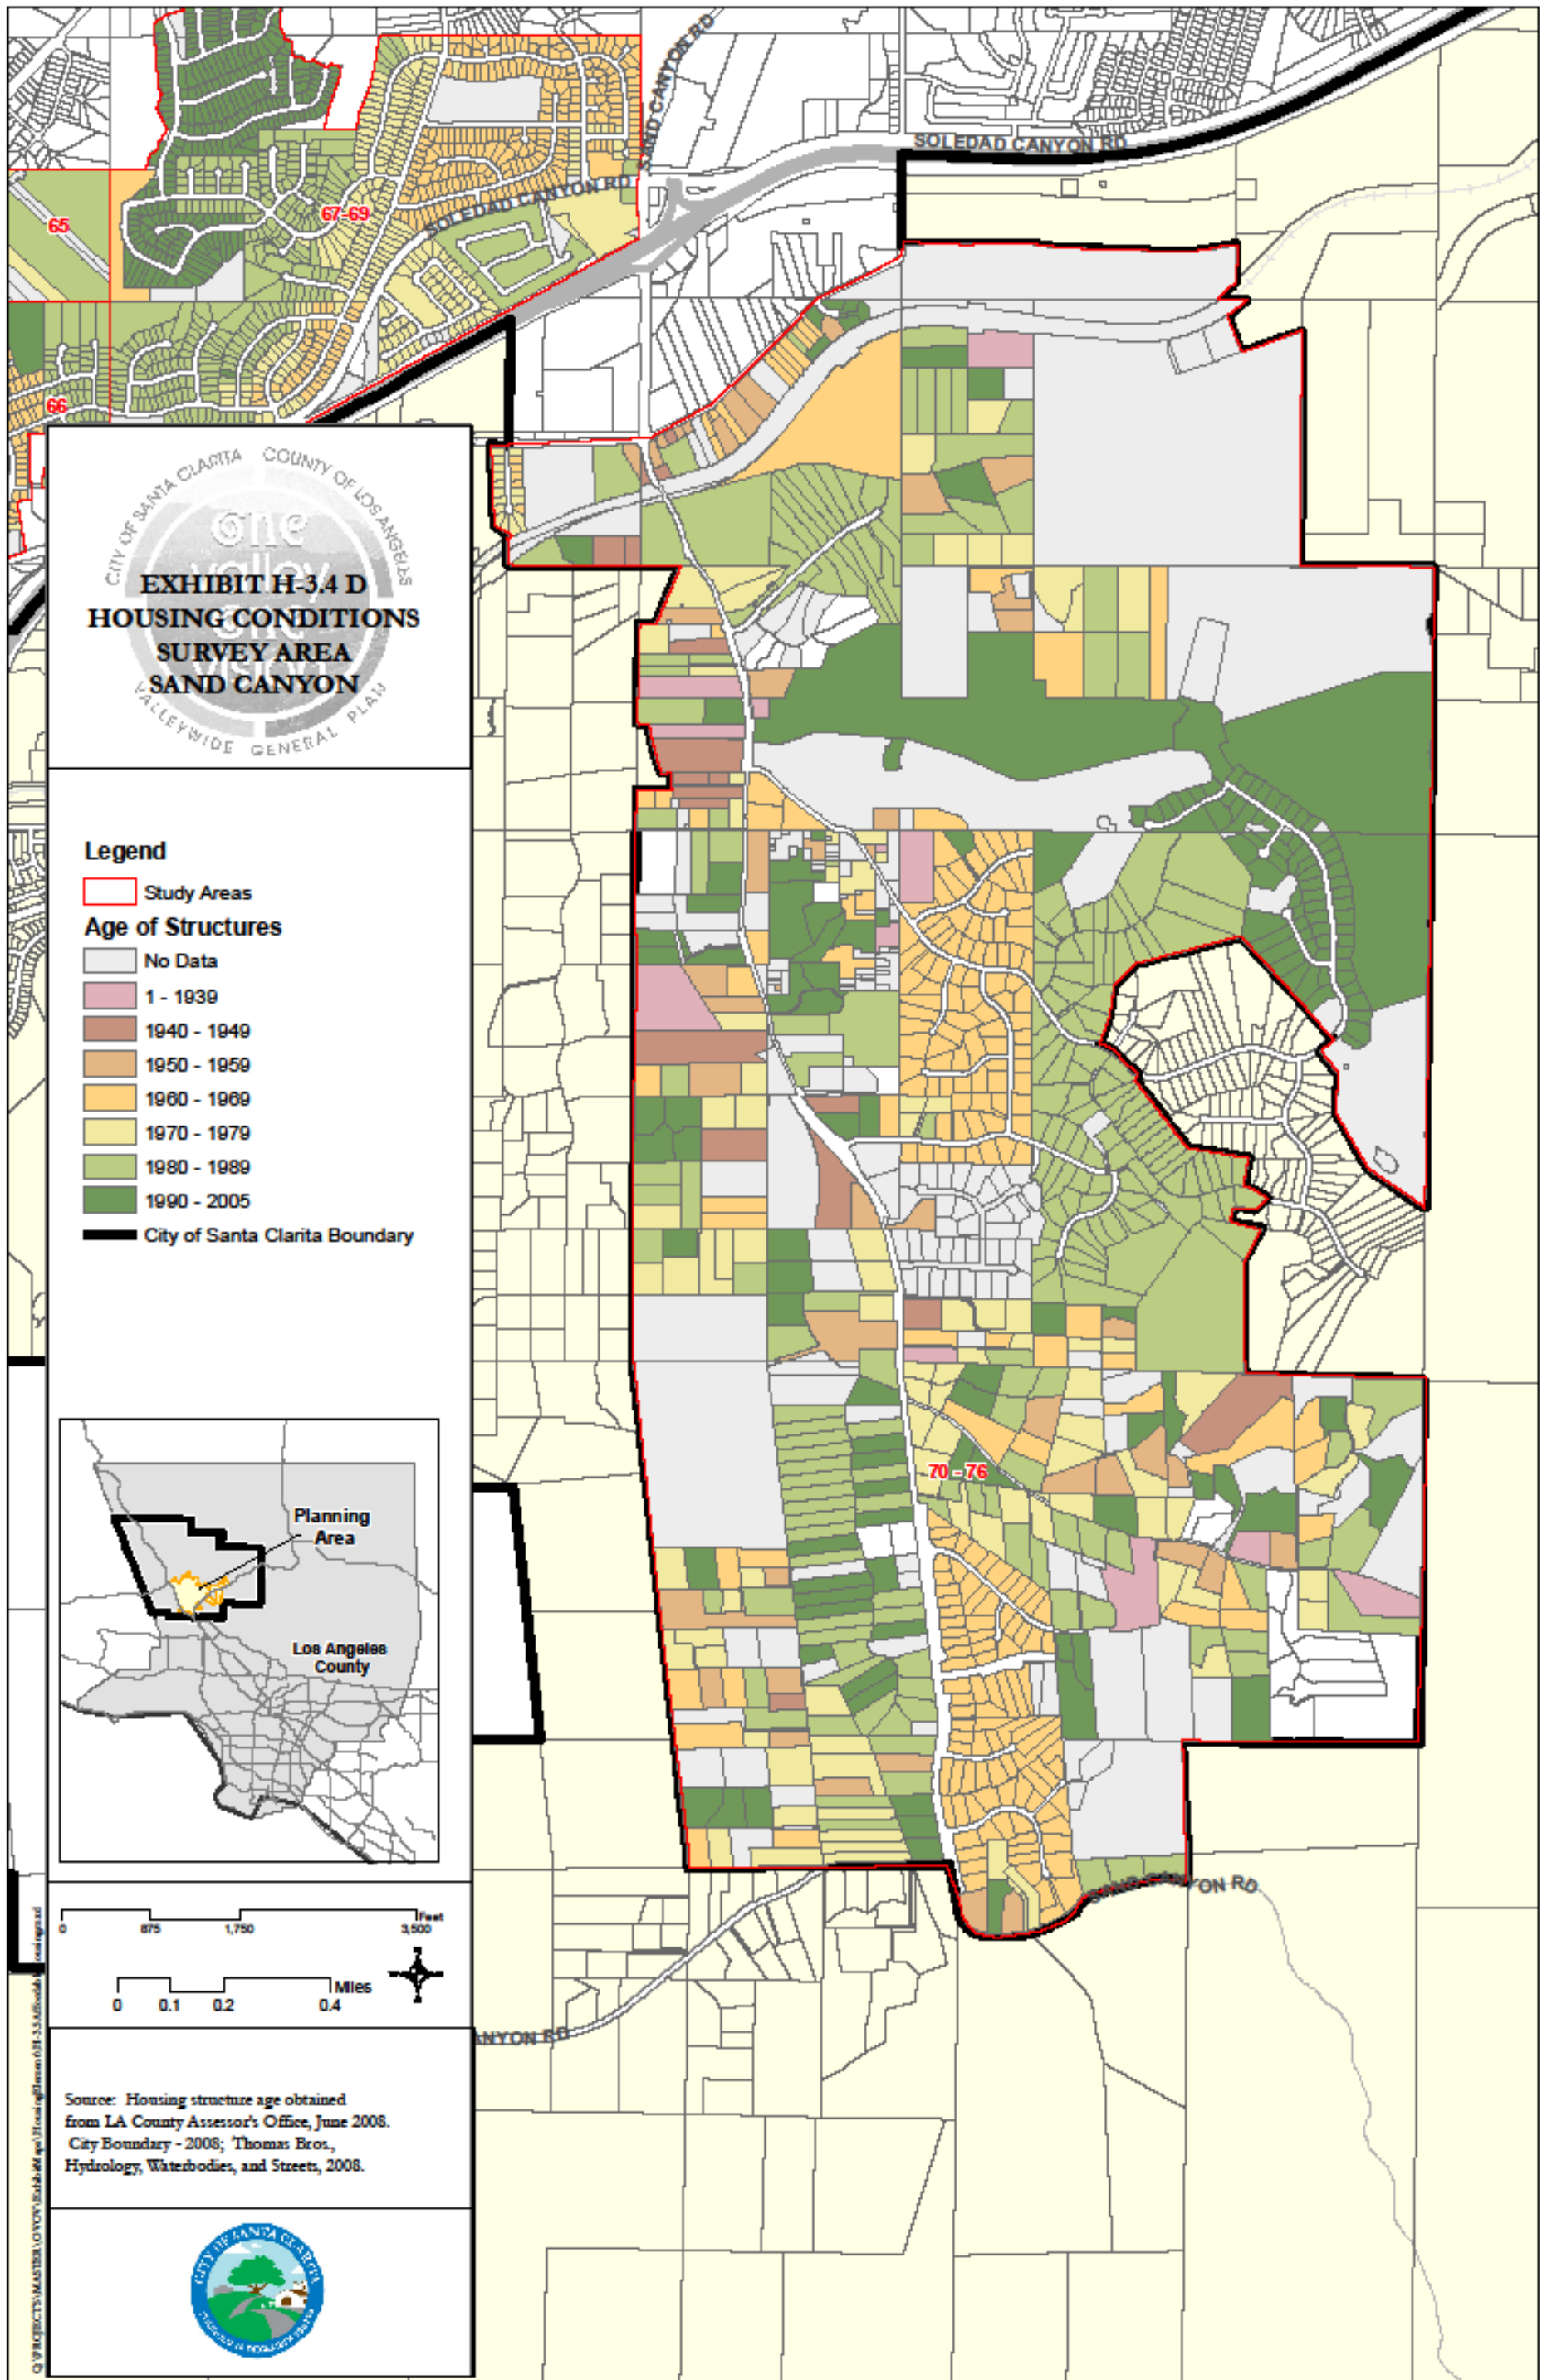 SAND CANYON RD
SOLEDAD CANYON RD
SOLEDAD CANYON RD
65
67-69
66
CITY OF SANTA CLARITA COUNTY OF LOS ANGELES
one
valley
one
vision
VALLEYWIDE GENERAL PLAN
EXHIBIT H-3.4 D
HOUSING CONDITIONS
SURVEY AREA
SAND CANYON
Legend
Study Areas
Age of Structures
No Data
1 - 1939
1940 - 1949
1950 - 1959
1960 - 1969
1970 - 1979
1980 - 1989
1990 - 2005
City of Santa Clarita Boundary
70 - 76
Planning
Area
Los Angeles
County
SAND CANYON RD
Feet
0 875 1,750 3,500
Miles
0 0.1 0.2 0.4
ANYON RD
Source: Housing structure age obtained
from LA County Assessor's Office, June 2008.
City Boundary - 2008; Thomas Bros.,
Hydrology, Waterbodies, and Streets, 2008.
CITY OF SANTA CLARITA